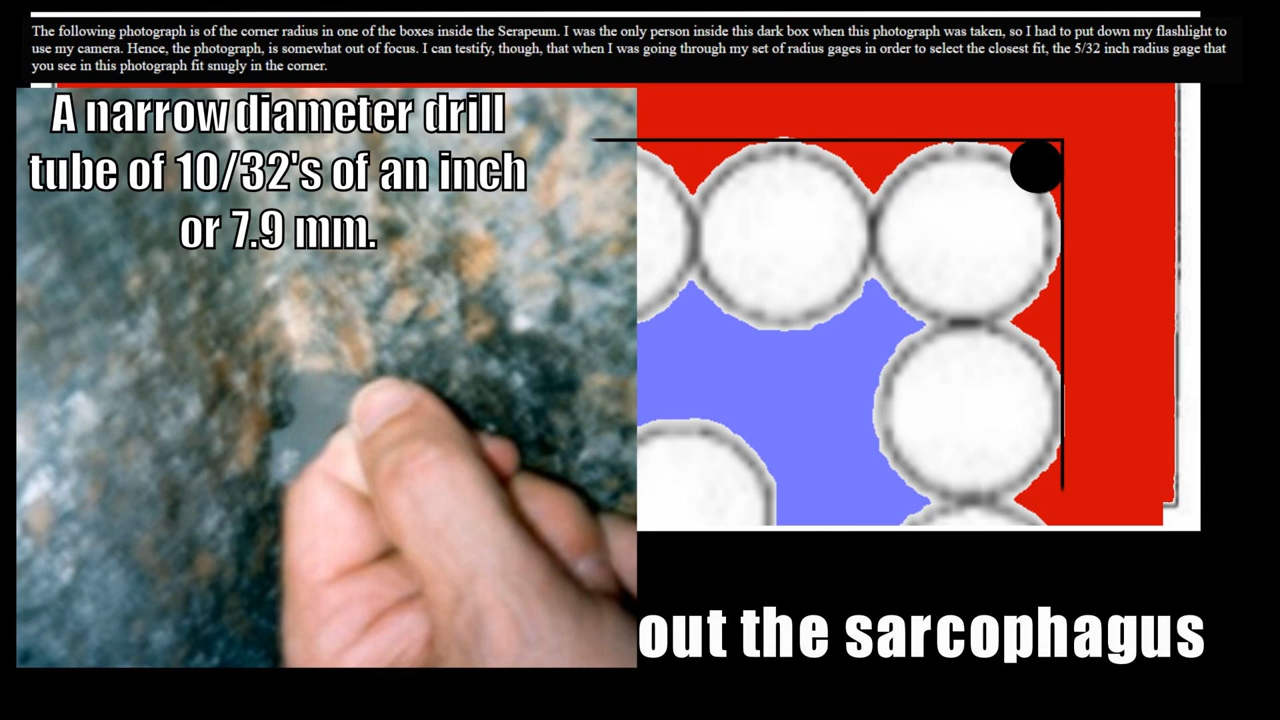 The following photograph is of the corner radius in one of the boxes inside the Serapeum. I was the only person inside this dark box when this photograph was taken, so I had to put down my flashlight to
use my camera. Hence, the photograph, is somewhat out of focus. I can testify, though, that when I was going through my set of radius gages in order to select the closest fit, the 5/32 inch radius gage that
you see in this photograph fit snugly in the corner.
A narrow diameter drill
tube of 10/32's of an inch
or 7.9 mm.
out the sarcophagus